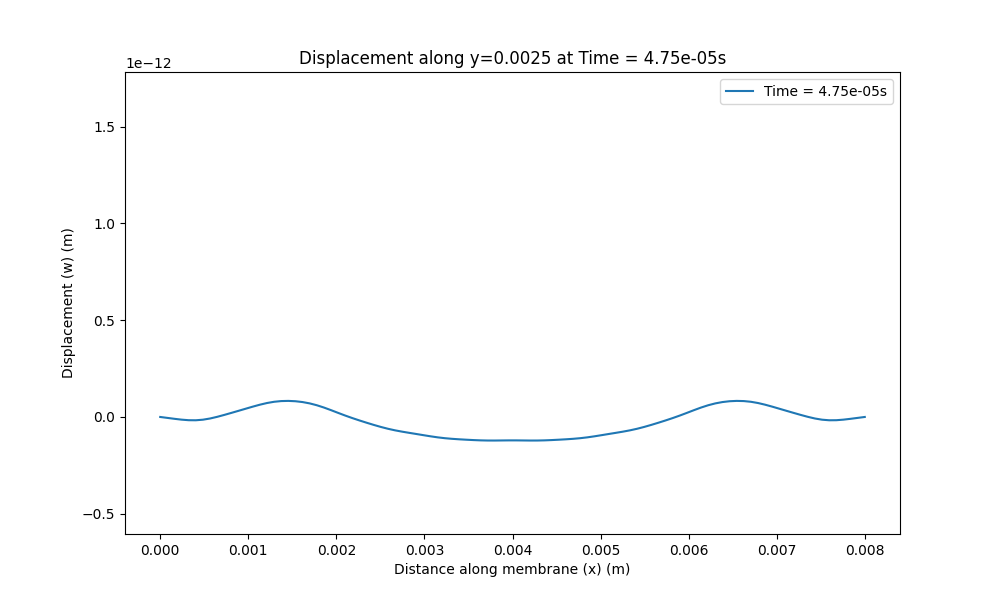 Displacement along y=0.0025 at Time = 4.75e-05s
1e−12
Time = 4.75e-05s
1.5
1.0
0.5
0.0
−0.5
Displacement (w) (m)
0.000 0.001 0.002 0.003 0.004 0.005 0.006 0.007 0.008
Distance along membrane (x) (m)